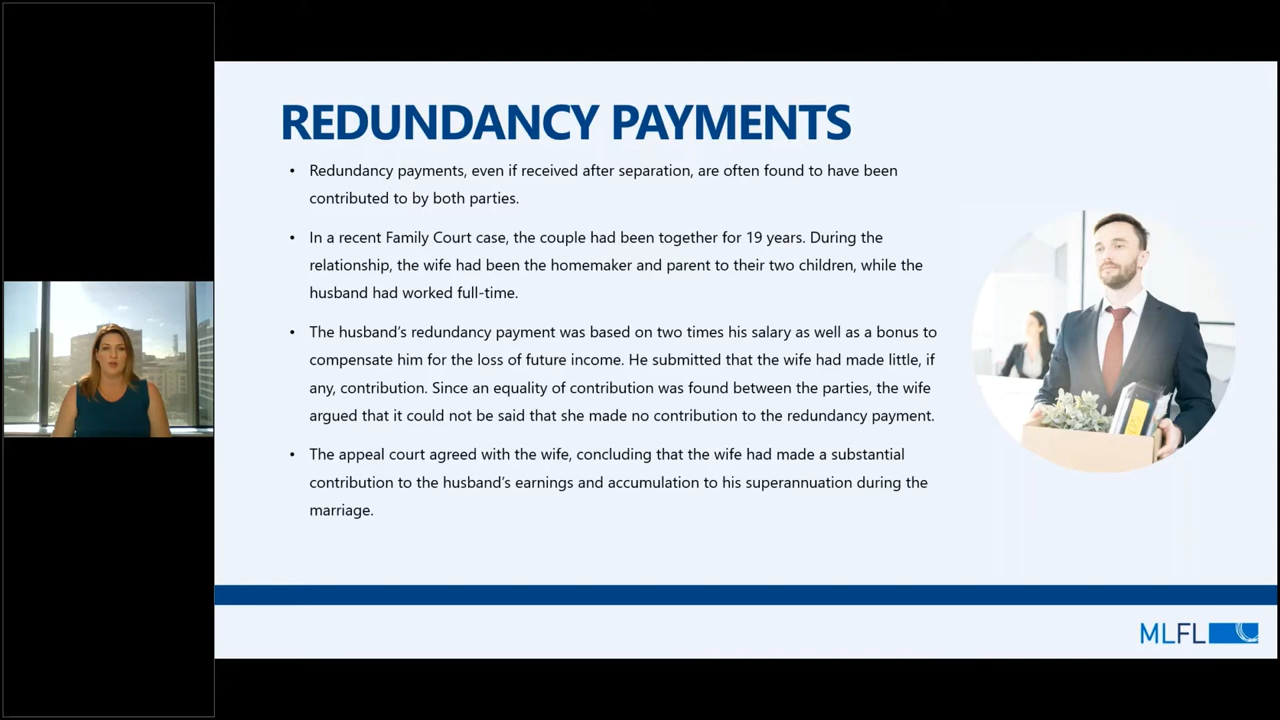 REDUNDANCY PAYMENTS
• Redundancy payments, even if received after separation, are often found to have been
contributed to by both parties.
• In a recent Family Court case, the couple had been together for 19 years. During the
relationship, the wife had been the homemaker and parent to their two children, while the
husband had worked full-time.
• The husband's redundancy payment was based on two times his salary as well as a bonus to
compensate him for the loss of future income. He submitted that the wife had made little, if
any, contribution. Since an equality of contribution was found between the parties, the wife
argued that it could not be said that she made no contribution to the redundancy payment.
• The appeal court agreed with the wife, concluding that the wife had made a substantial
contribution to the husband's earnings and accumulation to his superannuation during the
marriage.
MLFL